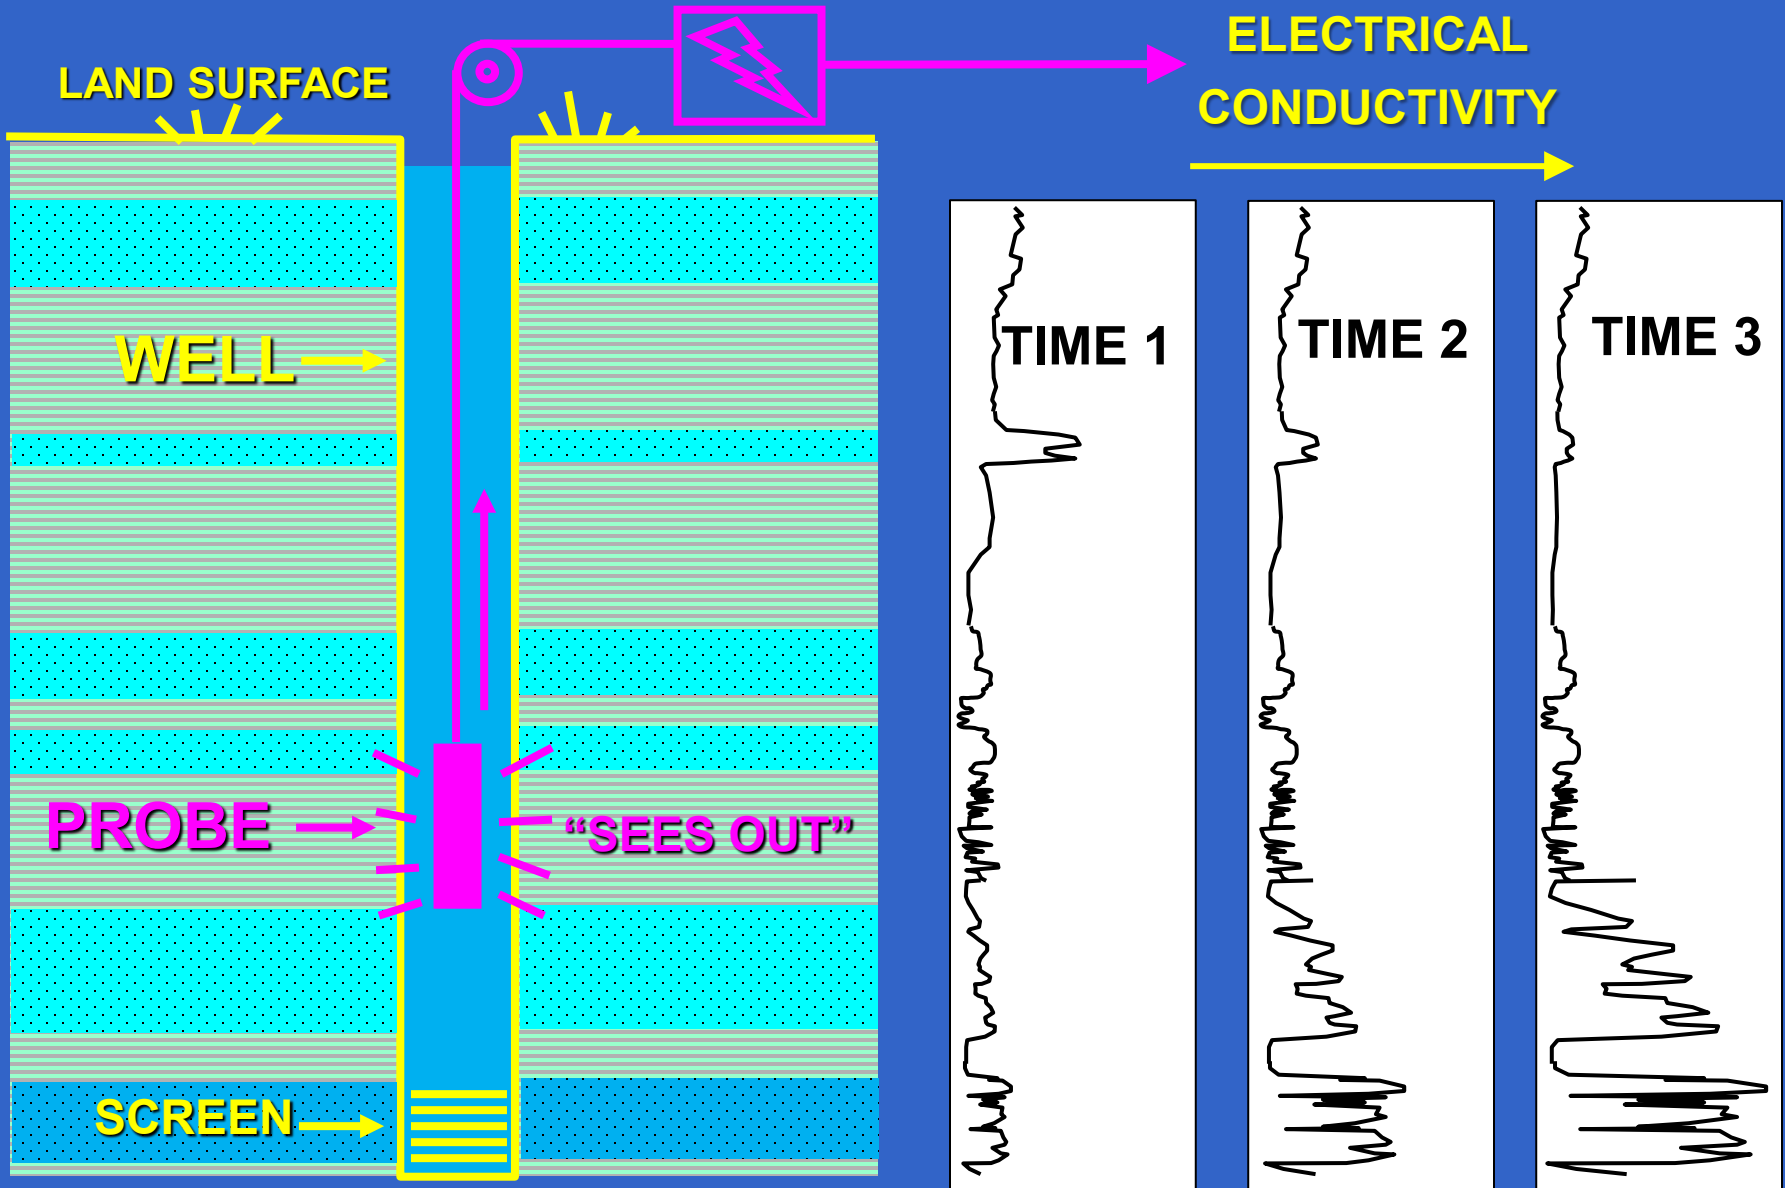 ELECTRICAL
CONDUCTIVITY
LAND SURFACE
TIME 1
TIME 2
TIME 3
WELL
PROBE
“SEES OUT”
SCREEN